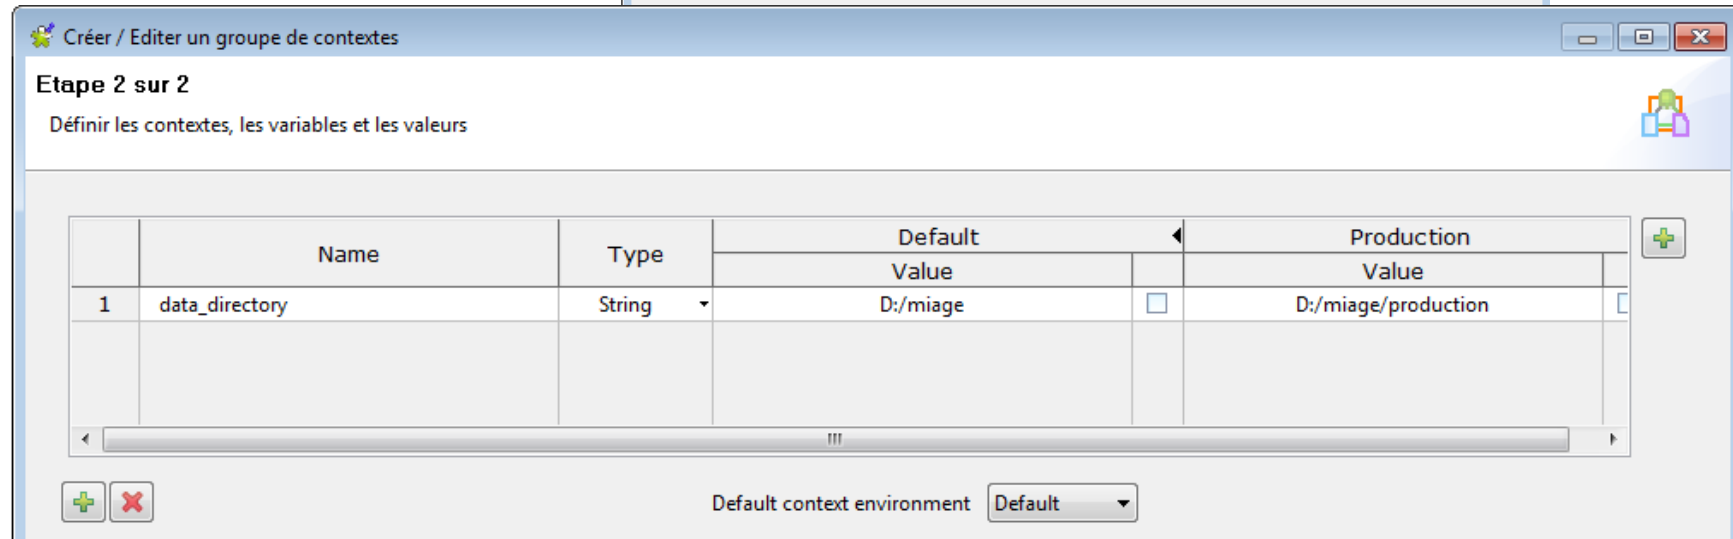 Créer / Editer un groupe de contextes
Etape 2 sur 2
Définir les contextes, les variables et les valeurs
Name Type Default Production
Value Value
1 data_directory String D:/miage D:/miage/production
Default context environment Default